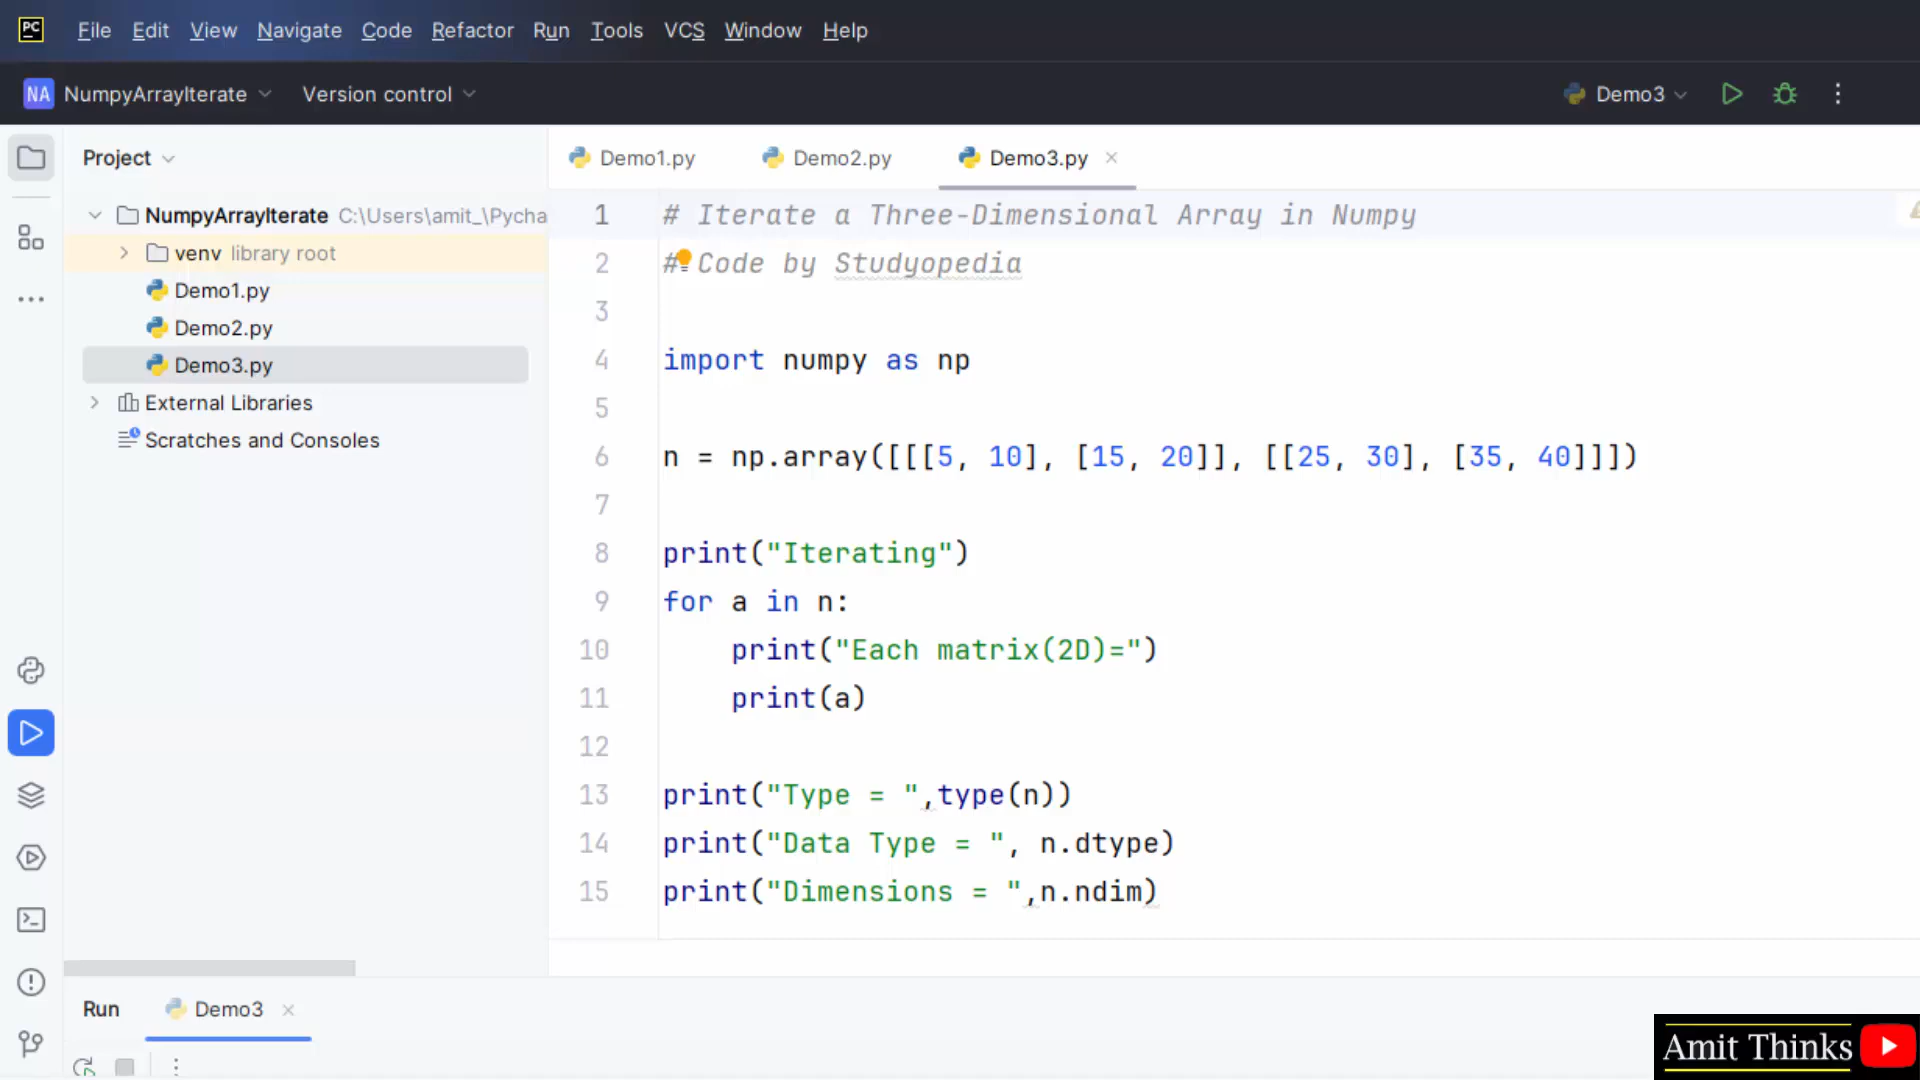 PC File Edit View Navigate Code Refactor Run Tools VCS Window Help
NA NumpyArrayIterate Version control Demo3
Project
Demo1.py Demo2.py Demo3.py
NumpyArrayIterate C:\Users\amit_\Pycha
venv library root
Demo1.py
Demo2.py
Demo3.py
External Libraries
Scratches and Consoles
1 # Iterate a Three-Dimensional Array in Numpy
2 # Code by Studyopedia
3
4 import numpy as np
5
6 n = np.array([[[5, 10], [15, 20]], [[25, 30], [35, 40]]])
7
8 print("Iterating")
9 for a in n:
10 print("Each matrix(2D)=")
11 print(a)
12
13 print("Type = ",type(n))
14 print("Data Type = ", n.dtype)
15 print("Dimensions = ",n.ndim)
Run Demo3
Amit Thinks